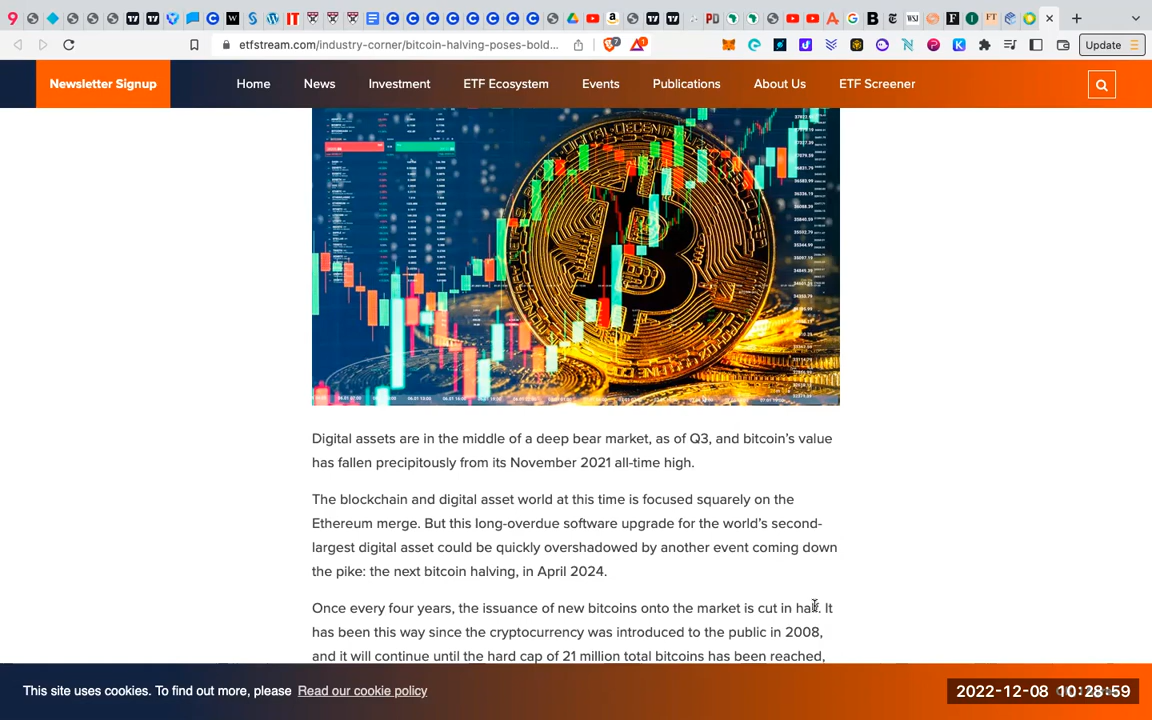 etfstream.com/industry-corner/bitcoin-halving-poses-bold...
Update
Newsletter Signup
Home
News
Investment
ETF Ecosystem
Events
Publications
About Us
ETF Screener
Digital assets are in the middle of a deep bear market, as of Q3, and bitcoin's value
has fallen precipitously from its November 2021 all-time high.
The blockchain and digital asset world at this time is focused squarely on the
Ethereum merge. But this long-overdue software upgrade for the world's second-
largest digital asset could be quickly overshadowed by another event coming down
the pike: the next bitcoin halving, in April 2024.
Once every four years, the issuance of new bitcoins onto the market is cut in half. It
has been this way since the cryptocurrency was introduced to the public in 2008,
and it will continue until the hard cap of 21 million total bitcoins has been reached,
This site uses cookies. To find out more, please Read our cookie policy
2022-12-08 10:28:59